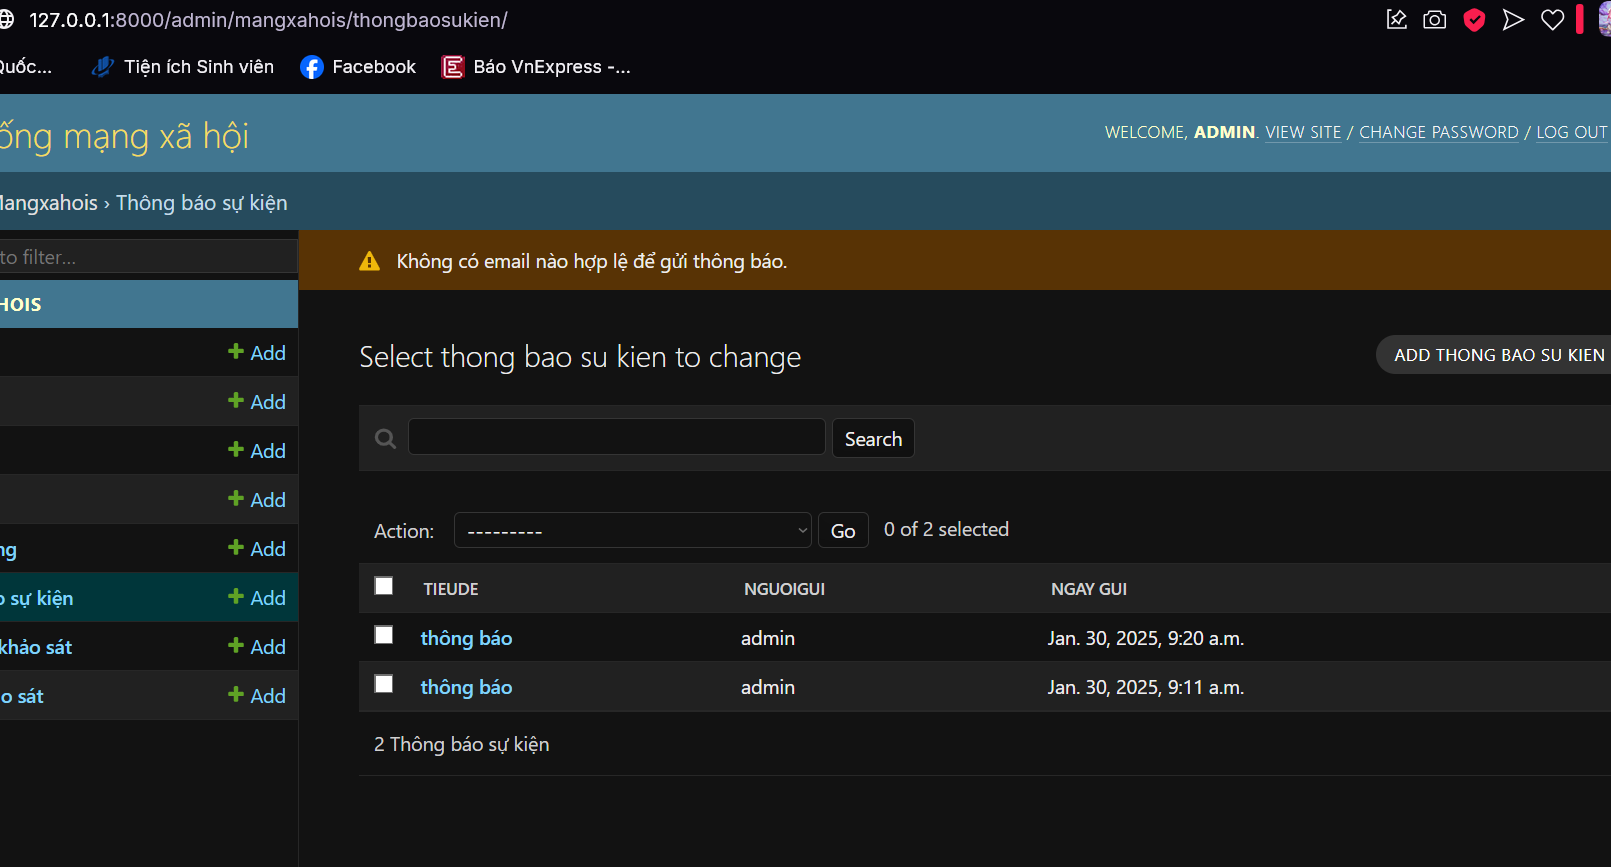 127.0.0.1:8000/admin/mangxahois/thongbaosukien/
Quốc... Tiện ích Sinh viên Facebook Báo VnExpress -...
ống mạng xã hội
WELCOME, ADMIN. VIEW SITE / CHANGE PASSWORD / LOG OUT
Mangxahois › Thông báo sự kiện
to filter...
Không có email nào hợp lệ để gửi thông báo.
HOIS
Add
Select thong bao su kien to change
ADD THONG BAO SU KIEN
Add
Search
Add
Add
Action: --------- Go 0 of 2 selected
ng Add
TIEUDE NGUOIGUI NGAY GUI
sự kiện Add
thông báo admin Jan. 30, 2025, 9:20 a.m.
khảo sát Add
thông báo admin Jan. 30, 2025, 9:11 a.m.
o sát Add
2 Thông báo sự kiện